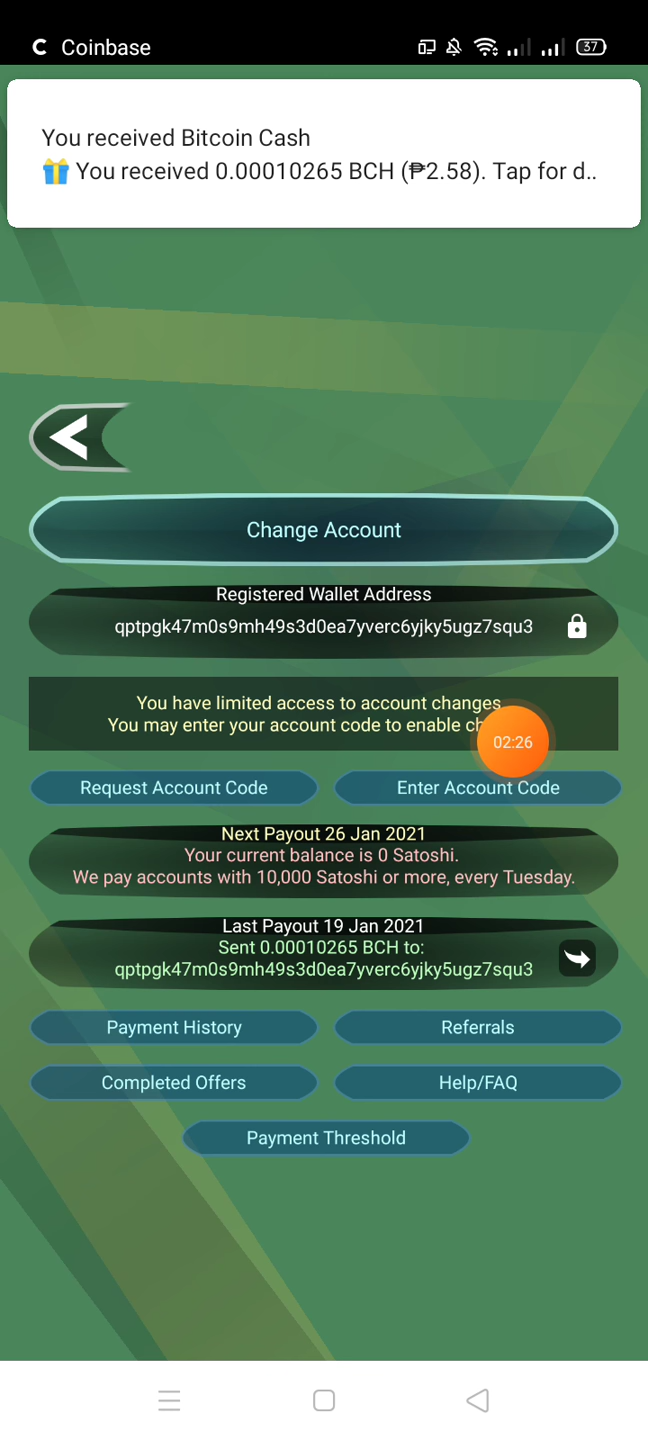 Coinbase
37
You received Bitcoin Cash
🎁 You received 0.00010265 BCH (₱2.58). Tap for d..
Change Account
Registered Wallet Address
qptpgk47m0s9mh49s3d0ea7yverc6yjky5ugz7squ3
You have limited access to account changes
You may enter your account code to enable
02:26
Request Account Code
Enter Account Code
Next Payout 26 Jan 2021
Your current balance is 0 Satoshi.
We pay accounts with 10,000 Satoshi or more, every Tuesday.
Last Payout 19 Jan 2021
Sent 0.00010265 BCH to:
qptpgk47m0s9mh49s3d0ea7yverc6yjky5ugz7squ3
Payment History
Referrals
Completed Offers
Help/FAQ
Payment Threshold